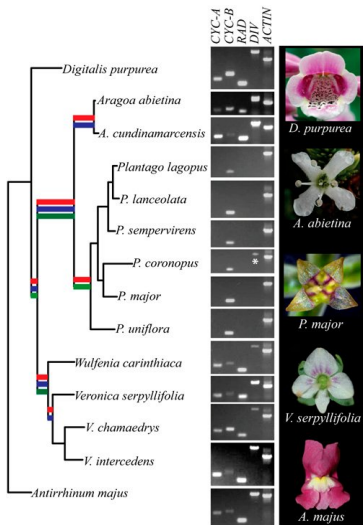 CYC-A CYC-B RAD DIV ACTIN
Digitalis purpurea
Aragoa abietina
A. cundinamarcensis
Plantago lagopus
P. lanceolata
P. sempervirens
P. coronopus
*
P. major
P. uniflora
Wulfenia carinthiaca
Veronica serpyllifolia
V. chamaedrys
V. intercedens
Antirrhinum majus
D. purpurea
A. abietina
P. major
V. serpyllifolia
A. majus